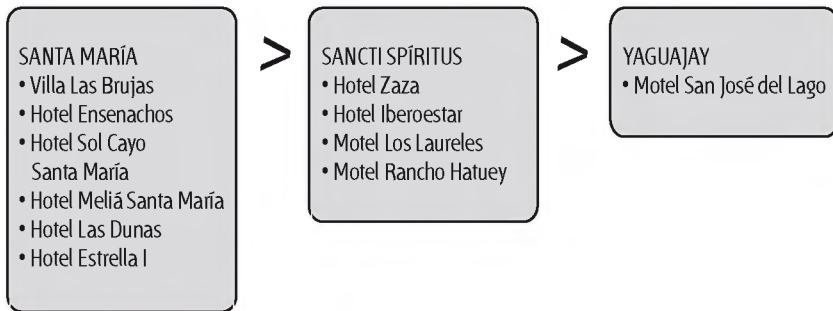 SANTA MARÍA
• Villa Las Brujas
• Hotel Ensenachos
• Hotel Sol Cayo
Santa María
• Hotel Meliá Santa María
• Hotel Las Dunas
• Hotel Estrella I
>
SANCTI SPÍRITUS
• Hotel Zaza
• Hotel Iberoestar
• Motel Los Laureles
• Motel Rancho Hatuey
>
YAGUAJAY
• Motel San José del Lago